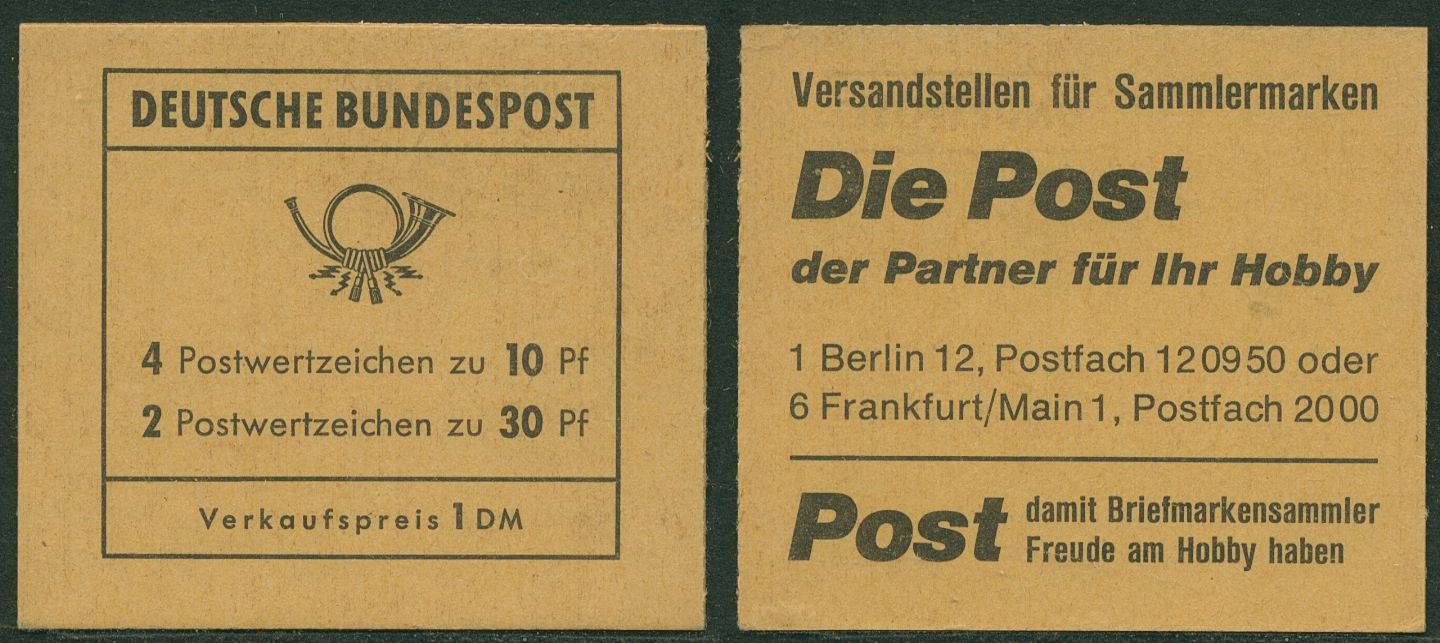 DEUTSCHE BUNDESPOST
4 Postwertzeichen zu 10 Pf
2 Postwertzeichen zu 30 Pf
Verkaufspreis 1 DM
Versandstellen für Sammlermarken
Die Post
der Partner für Ihr Hobby
1 Berlin 12, Postfach 120950 oder
6 Frankfurt/Main 1, Postfach 2000
Post
damit Briefmarkensammler
Freude am Hobby haben